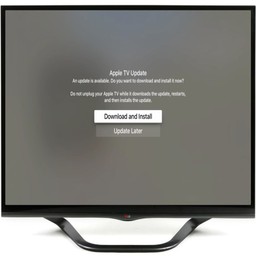 Apple TV Update
An update is available. Do you want to download and install it now?
Do not unplug your Apple TV while it downloads the update, restarts,
and then installs the update.
Download and Install
Update Later